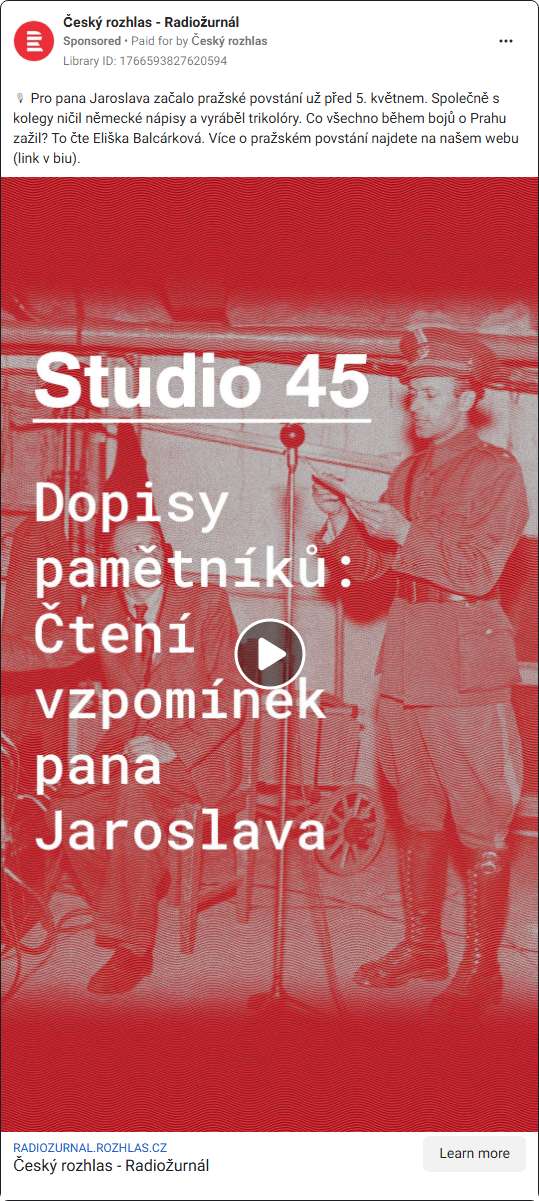 Český rozhlas - Radiožurnál
Sponsored • Paid for by Český rozhlas
Library ID: 1766593827620594
🎙 Pro pana Jaroslava začalo pražské povstání už před 5. květnem. Společně s
kolegy ničil německé nápisy a vyráběl trikolóry. Co všechno během bojů o Prahu
zažil? To čte Eliška Balcárková. Více o pražském povstání najdete na našem webu
(link v biu).
Studio 45
Dopisy
pamětníků:
Čtení
vzpomínek
pana
Jaroslava
RADIOZURNAL.ROZHLAS.CZ
Český rozhlas - Radiožurnál
Learn more